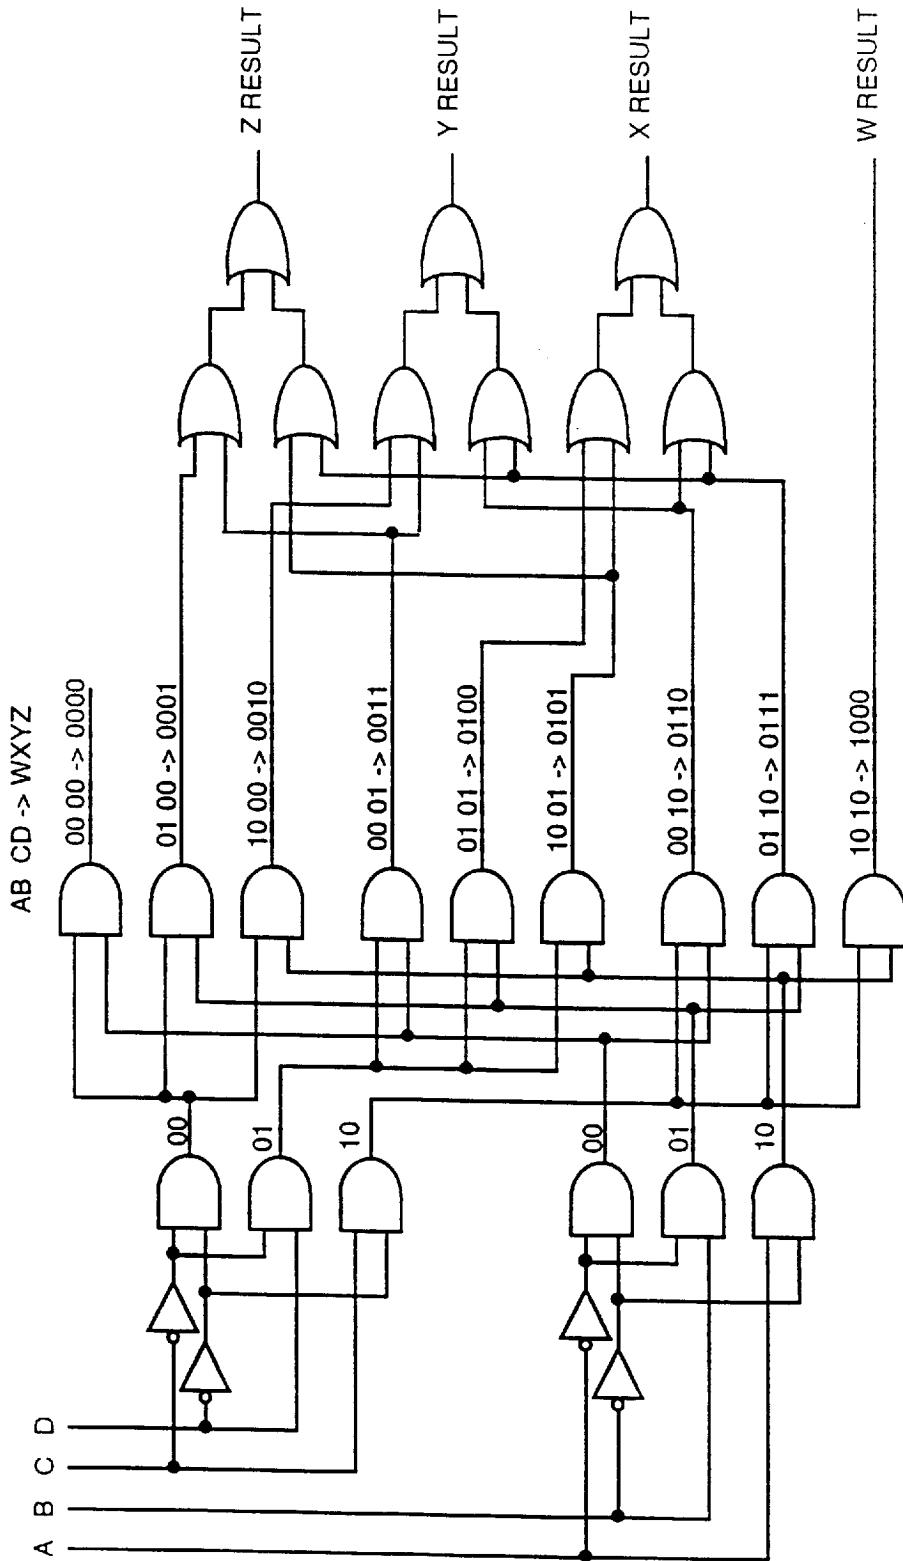 AB CD -> WXYZ
00 00 -> 0000
01 00 -> 0001
10 00 -> 0010
00 01 -> 0011
01 01 -> 0100
10 01 -> 0101
00 10 -> 0110
01 10 -> 0111
10 10 -> 1000
Z RESULT
Y RESULT
X RESULT
W RESULT
00
01
10
00
01
10
D
C
B
A